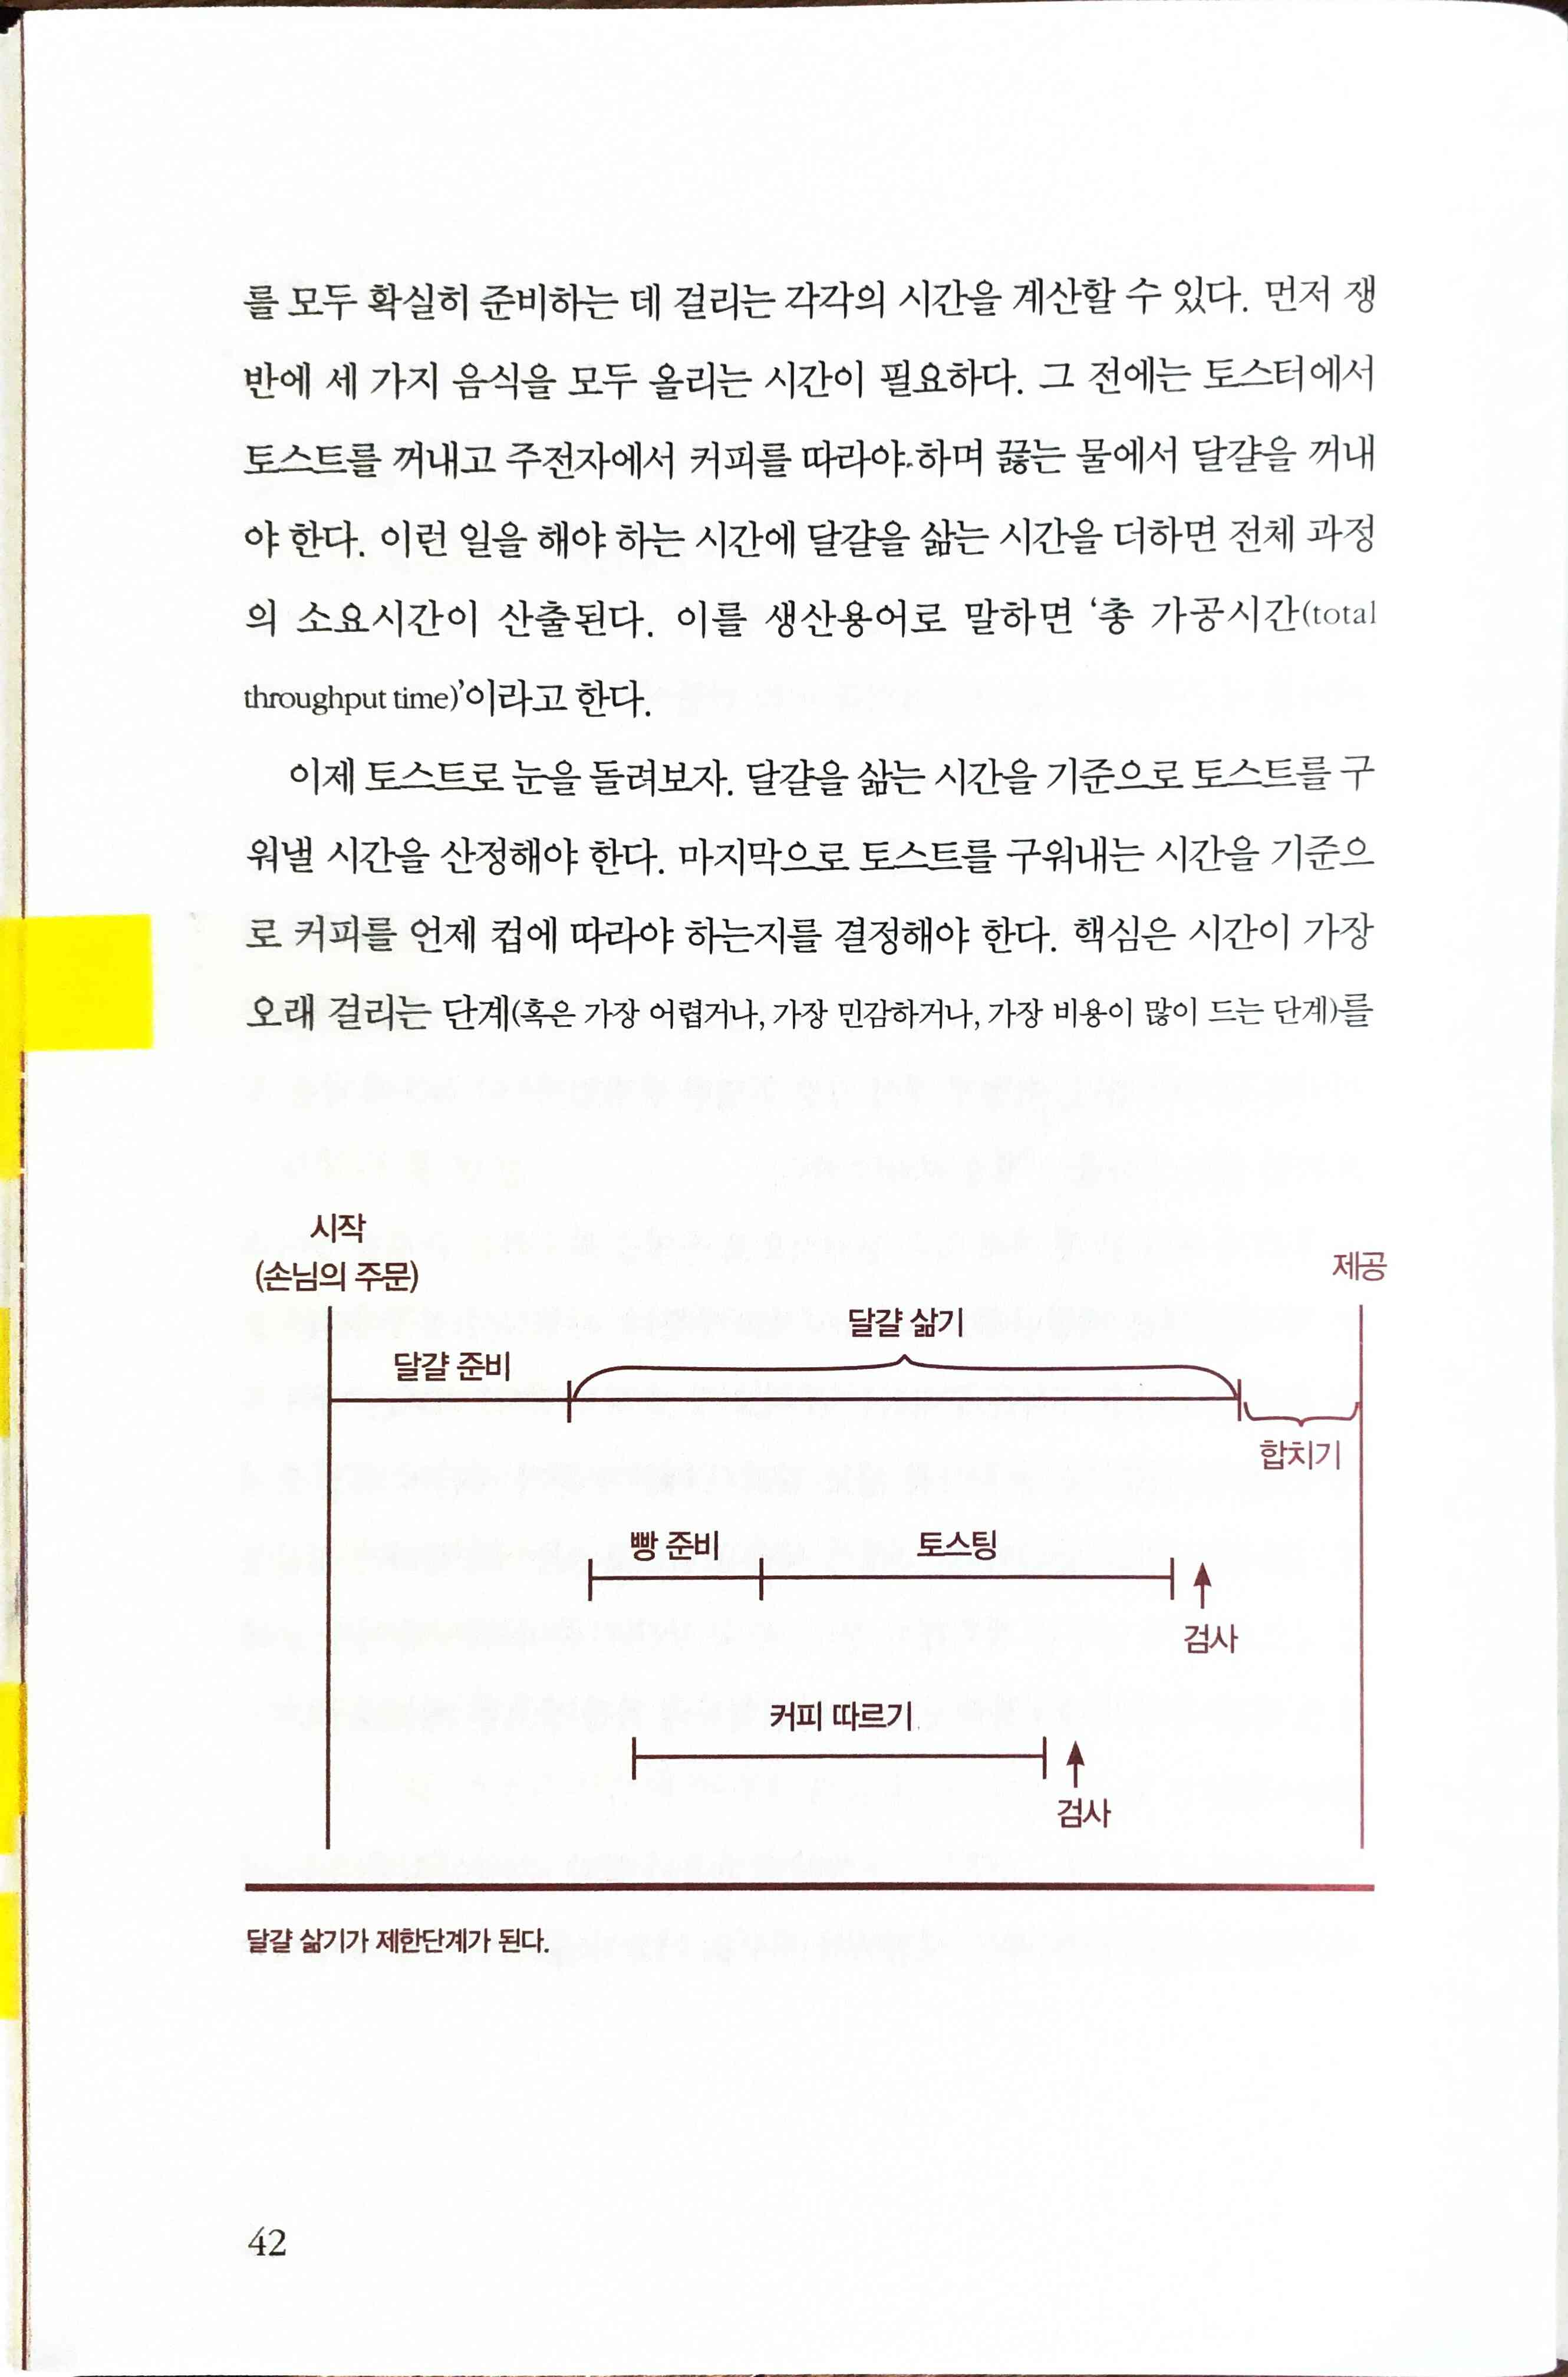 를 모두 확실히 준비하는 데 걸리는 각각의 시간을 계산할 수 있다. 먼저 쟁
반에 세 가지 음식을 모두 올리는 시간이 필요하다. 그 전에는 토스터에서
토스트를 꺼내고 주전자에서 커피를 따라야 하며 끓는 물에서 달걀을 꺼내
야 한다. 이런 일을 해야 하는 시간에 달걀을 삶는 시간을 더하면 전체 과정
의 소요시간이 산출된다. 이를 생산용어로 말하면 ‘총 가공시간(total
throughput time)’이라고 한다.
이제 토스트로 눈을 돌려보자. 달걀을 삶는 시간을 기준으로 토스트를 구
워낼 시간을 산정해야 한다. 마지막으로 토스트를 구워내는 시간을 기준으
로 커피를 언제 컵에 따라야 하는지를 결정해야 한다. 핵심은 시간이 가장
오래 걸리는 단계(혹은 가장 어렵거나, 가장 민감하거나, 가장 비용이 많이 드는 단계)를
시작
(손님의 주문)
제공
달걀 삶기
달걀 준비
합치기
빵 준비
토스팅
검사
커피 따르기
검사
달걀 삶기가 제한단계가 된다.
42